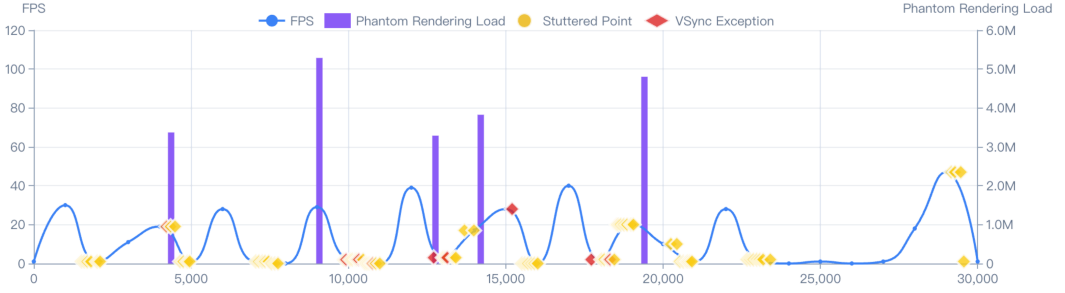 FPS
Phantom Rendering Load
FPS Phantom Rendering Load Stuttered Point VSync Exception
120 6.0M
100 5.0M
80 4.0M
60 3.0M
40 2.0M
20 1.0M
0 0
0 5,000 10,000 15,000 20,000 25,000 30,000